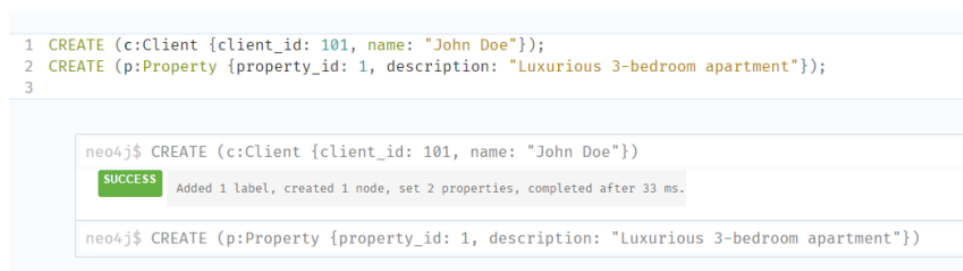 1 CREATE (c:Client {client_id: 101, name: "John Doe"});
2 CREATE (p:Property {property_id: 1, description: "Luxurious 3-bedroom apartment"});
3
neo4j$ CREATE (c:Client {client_id: 101, name: "John Doe"})
SUCCESS Added 1 label, created 1 node, set 2 properties, completed after 33 ms.
neo4j$ CREATE (p:Property {property_id: 1, description: "Luxurious 3-bedroom apartment"})